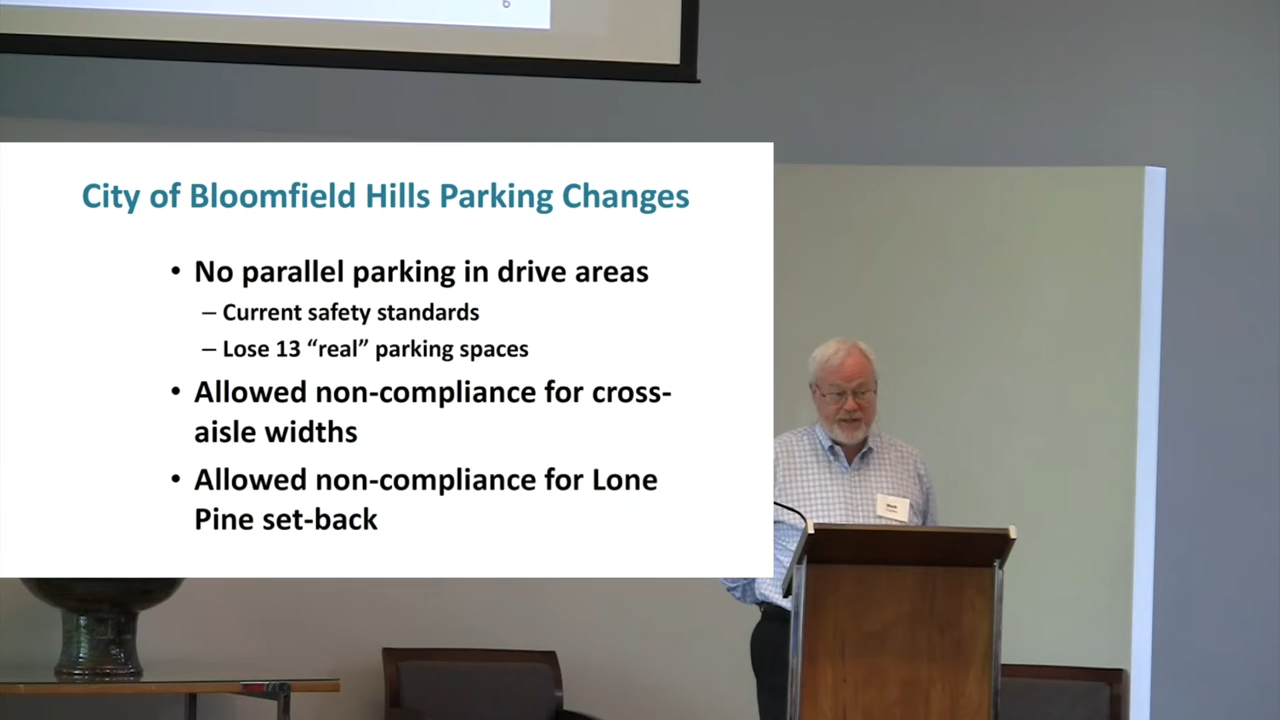 City of Bloomfield Hills Parking Changes
• No parallel parking in drive areas
– Current safety standards
– Lose 13 “real” parking spaces
• Allowed non-compliance for cross-
aisle widths
• Allowed non-compliance for Lone
Pine set-back